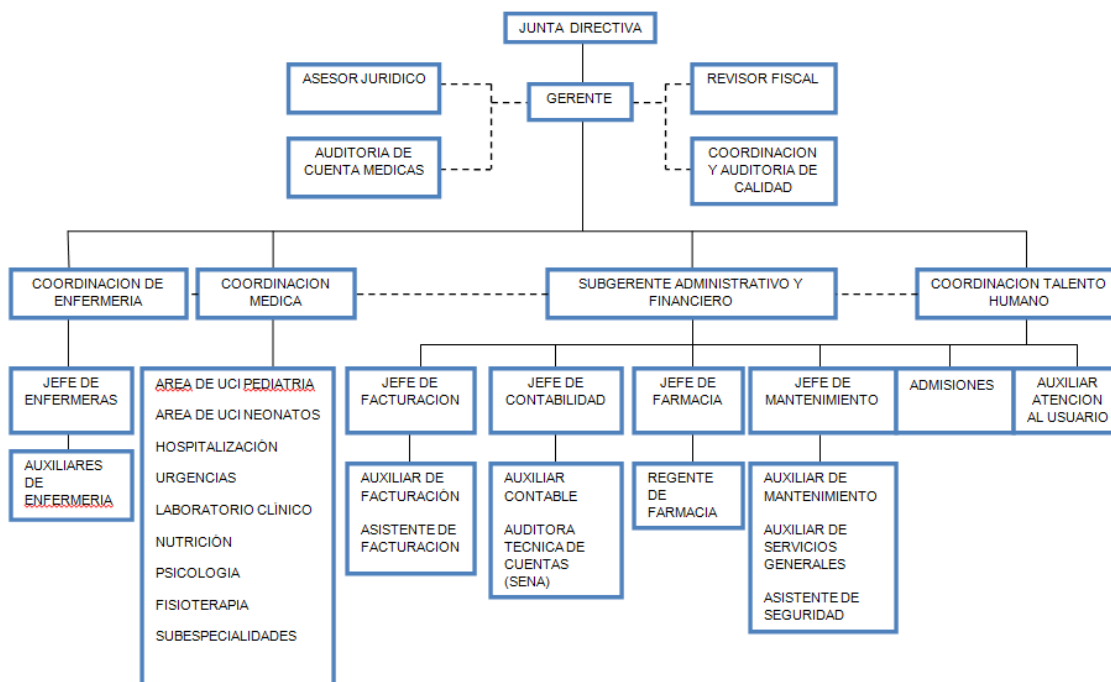 JUNTA DIRECTIVA
ASESOR JURIDICO
GERENTE
REVISOR FISCAL
AUDITORIA DE
CUENTA MEDICAS
COORDINACION
Y AUDITORIA DE
CALIDAD
COORDINACION DE
ENFERMERIA
COORDINACION
MEDICA
SUBGERENTE ADMINISTRATIVO Y
FINANCIERO
COORDINACION TALENTO
HUMANO
JEFE DE
ENFERMERAS
AUXILIARES
DE
ENFERMERIA
AREA DE UCI PEDIATRIA
AREA DE UCI NEONATOS
HOSPITALIZACIÓN
URGENCIAS
LABORATORIO CLÌNICO
NUTRICIÓN
PSICOLOGIA
FISIOTERAPIA
SUBESPECIALIDADES
JEFE DE
FACTURACION
AUXILIAR DE
FACTURACIÓN
ASISTENTE DE
FACTURACION
JEFE DE
CONTABILIDAD
AUXILIAR
CONTABLE
AUDITORA
TECNICA DE
CUENTAS
(SENA)
JEFE DE
FARMACIA
REGENTE
DE
FARMACIA
JEFE DE
MANTENIMIENTO
AUXILIAR DE
MANTENIMIENTO
AUXILIAR DE
SERVICIOS
GENERALES
ASISTENTE DE
SEGURIDAD
ADMISIONES
AUXILIAR
ATENCION
AL USUARIO